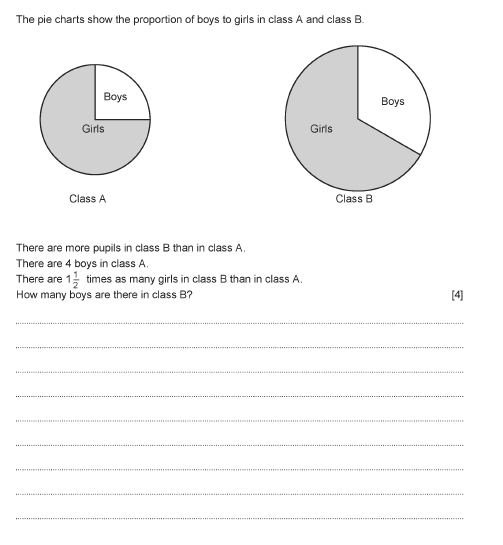 The pie charts show the proportion of boys to girls in class A and class B.
Boys
Girls
Class A
Boys
Girls
Class B
There are more pupils in class B than in class A.
There are 4 boys in class A.
There are 1 1/2 times as many girls in class B than in class A.
How many boys are there in class B? [4]